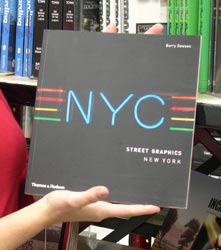 Barry Dawson
NYC
STREET GRAPHICS
NEW YORK
Thames & Hudson